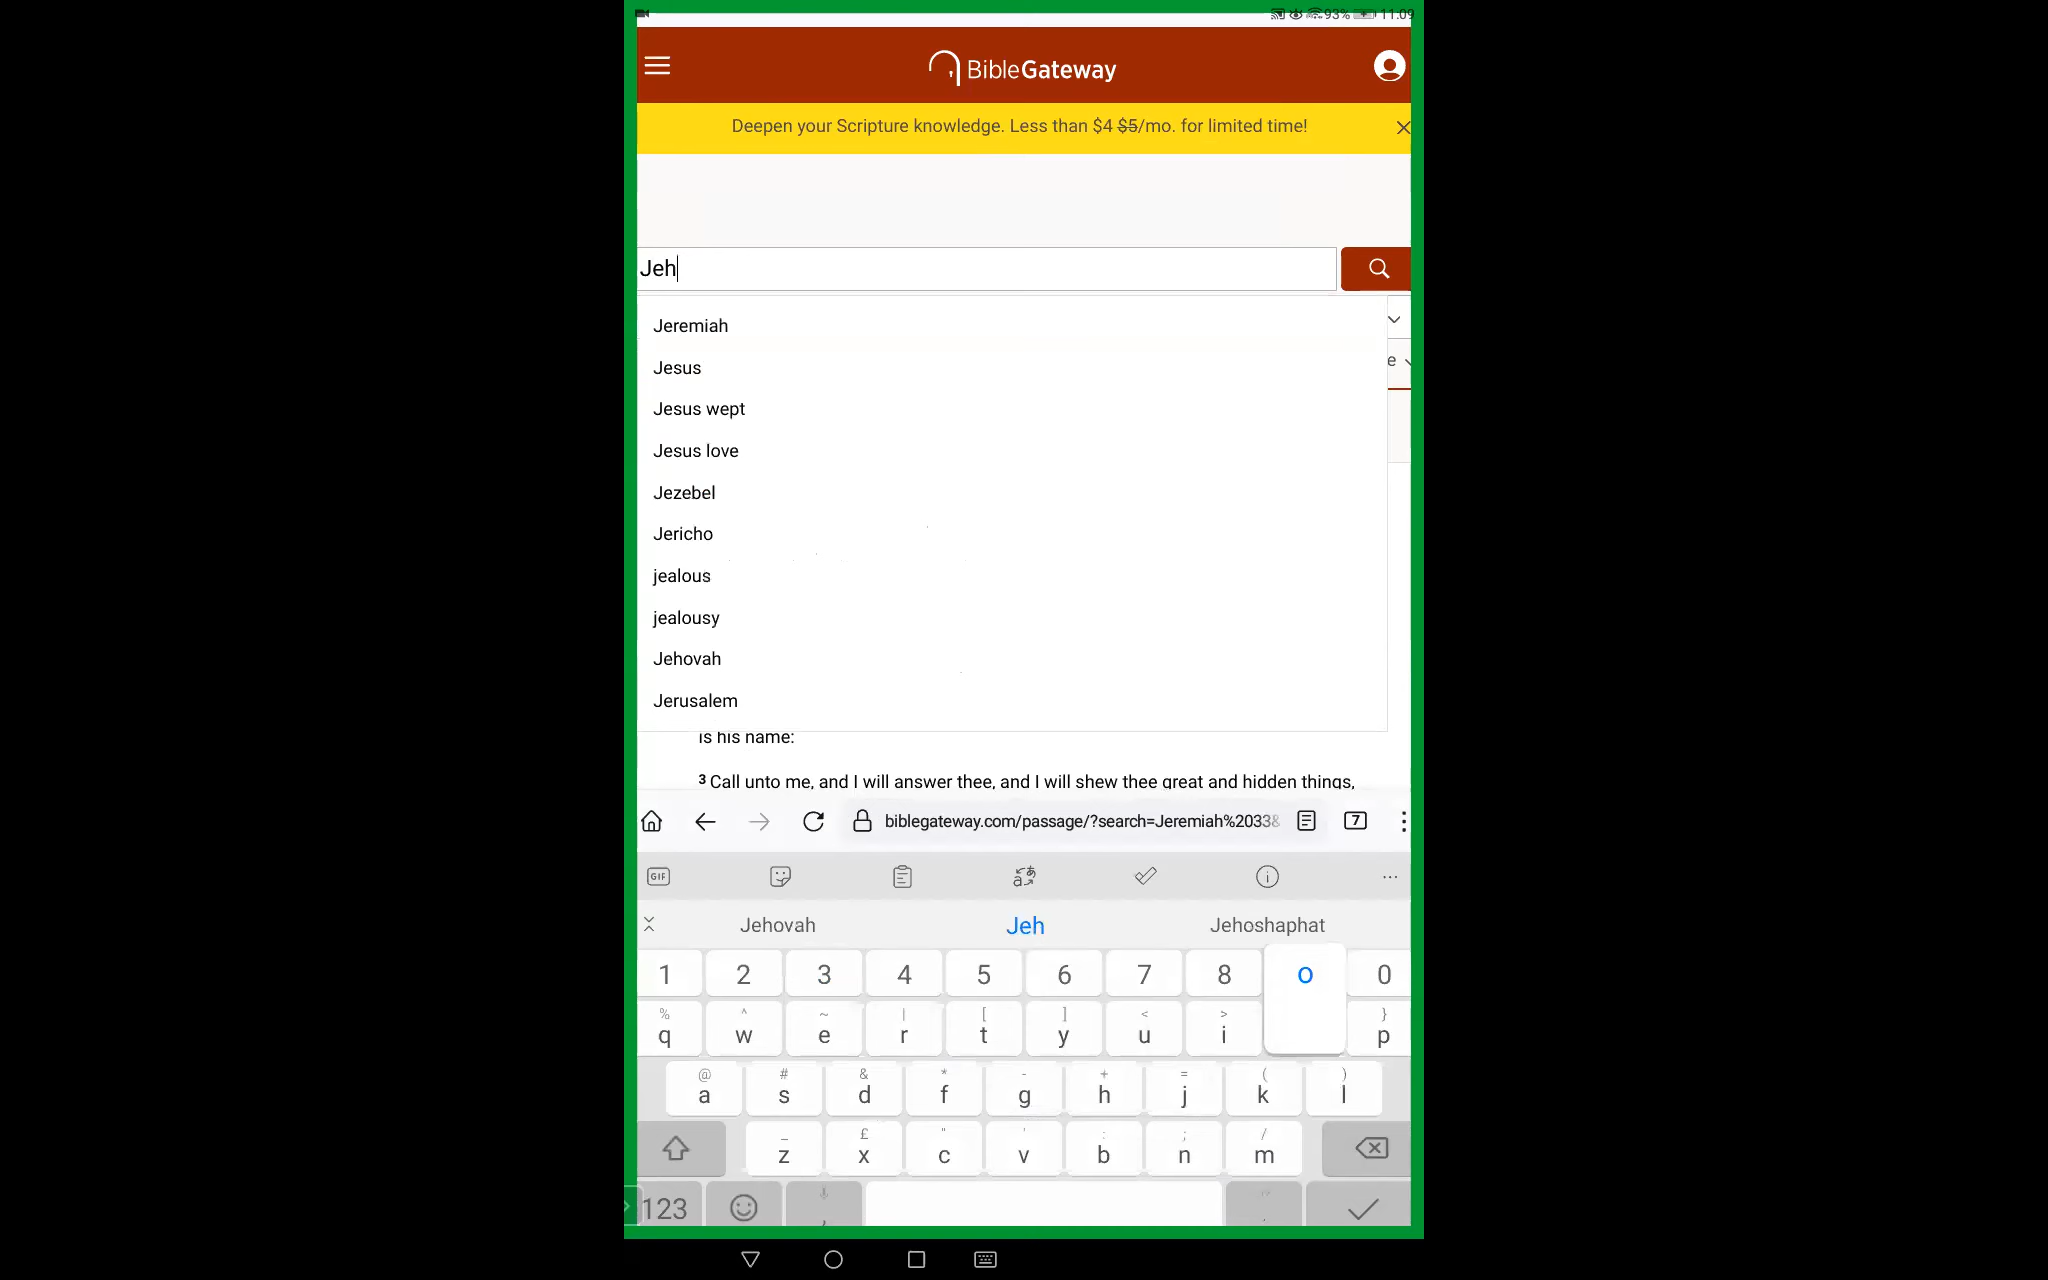 93% 11:09
BibleGateway
Deepen your Scripture knowledge. Less than $4 $5/mo. for limited time!
Jeh
Jeremiah
Jesus
Jesus wept
Jesus love
Jezebel
Jericho
jealous
jealousy
Jehovah
Jerusalem
e
is his name:
3 Call unto me, and I will answer thee, and I will shew thee great and hidden things,
biblegateway.com/passage/?search=Jeremiah%2033&
7
GIF
Jehovah Jeh Jehoshaphat
1 2 3 4 5 6 7 8 o 0
% ^ ~ | [ ] < > }
q w e r t y u i p
@ # & * - + = ( )
a s d f g h j k l
_ £ " ' : ; /
z x c v b n m
123 , .